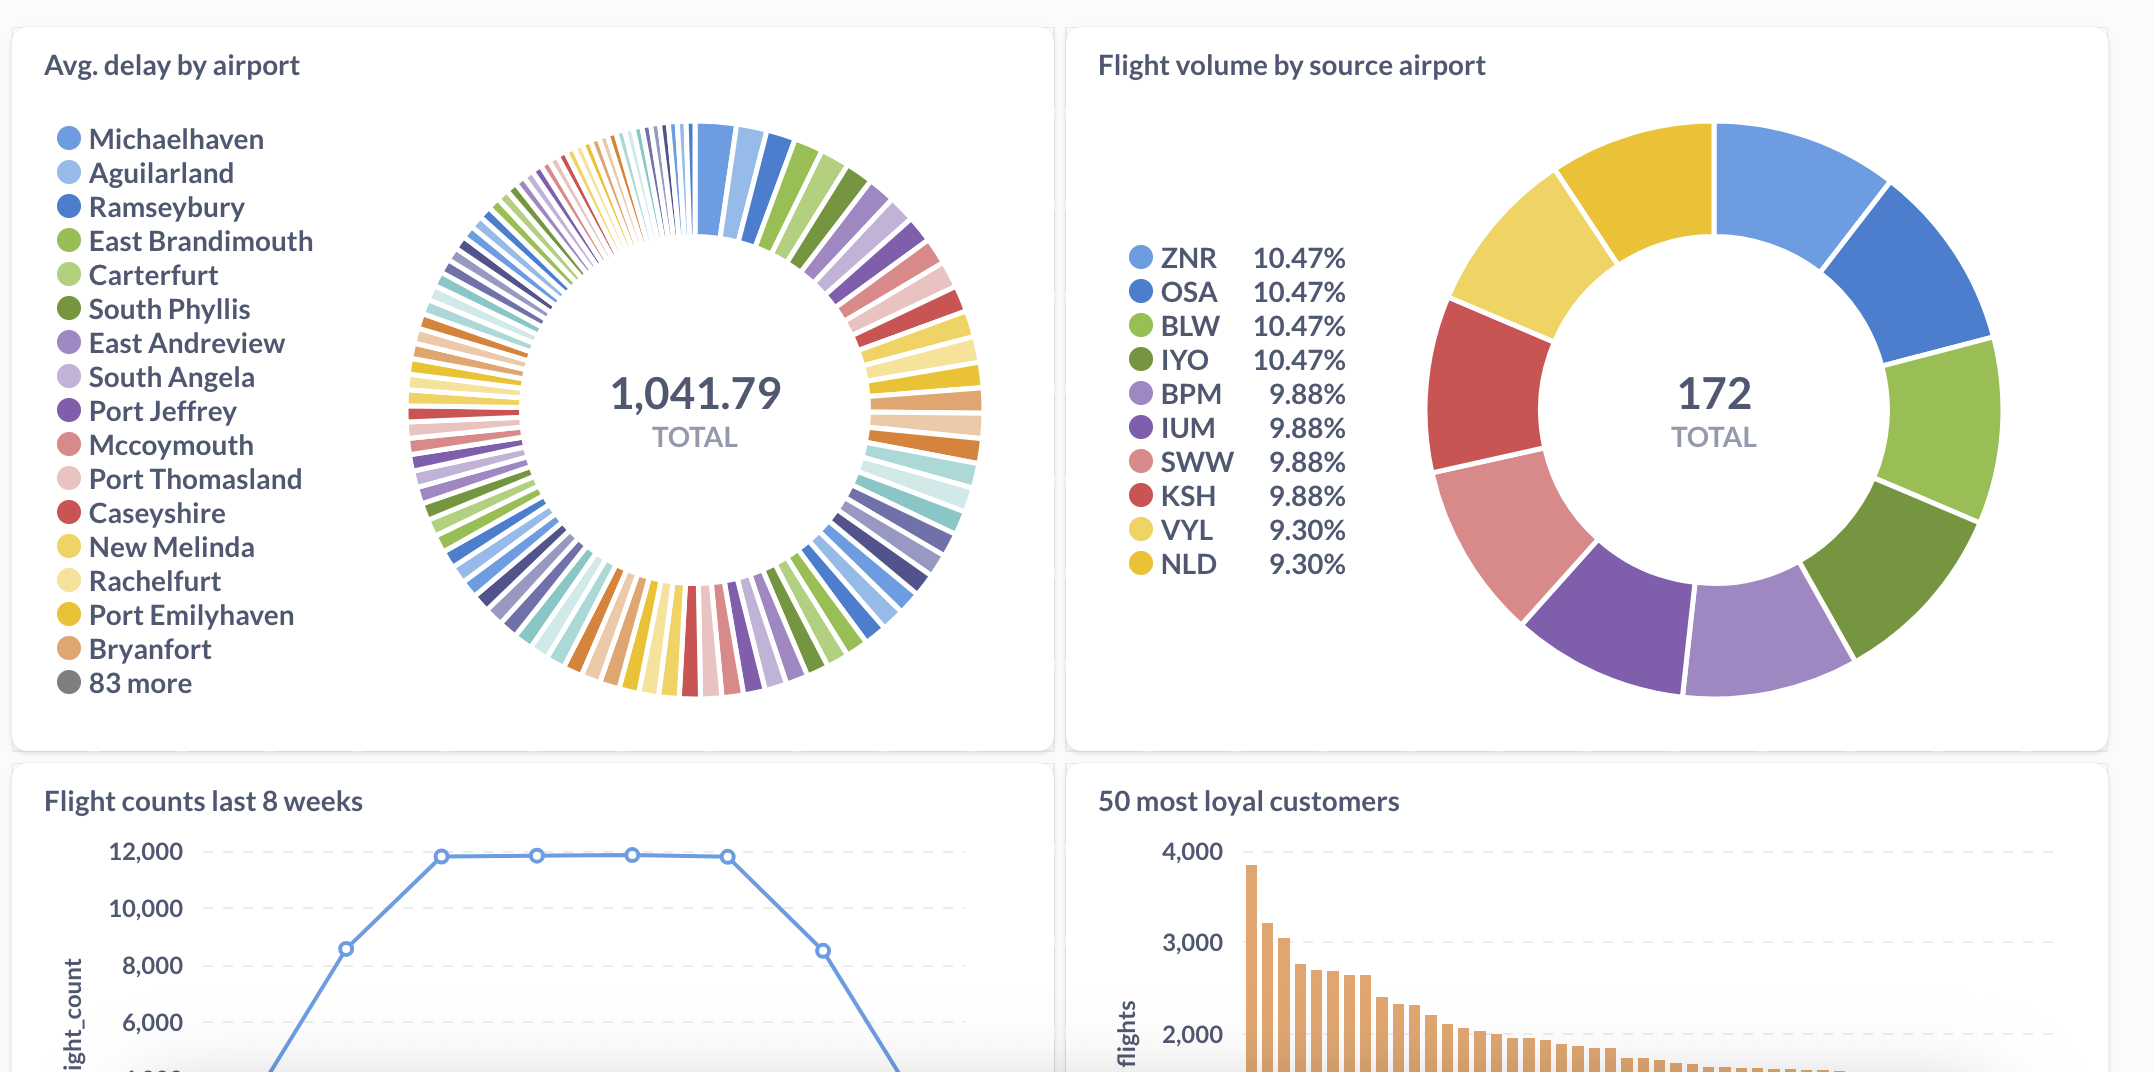 Avg. delay by airport
Michaelhaven
Aguilarland
Ramseybury
East Brandimouth
Carterfurt
South Phyllis
East Andreview
South Angela
Port Jeffrey
Mccoymouth
Port Thomasland
Caseyshire
New Melinda
Rachelfurt
Port Emilyhaven
Bryanfort
83 more
1,041.79
TOTAL
Flight volume by source airport
ZNR 10.47%
OSA 10.47%
BLW 10.47%
IYO 10.47%
BPM 9.88%
IUM 9.88%
SWW 9.88%
KSH 9.88%
VYL 9.30%
NLD 9.30%
172
TOTAL
Flight counts last 8 weeks
12,000
10,000
8,000
6,000
ight_count
50 most loyal customers
4,000
3,000
2,000
flights